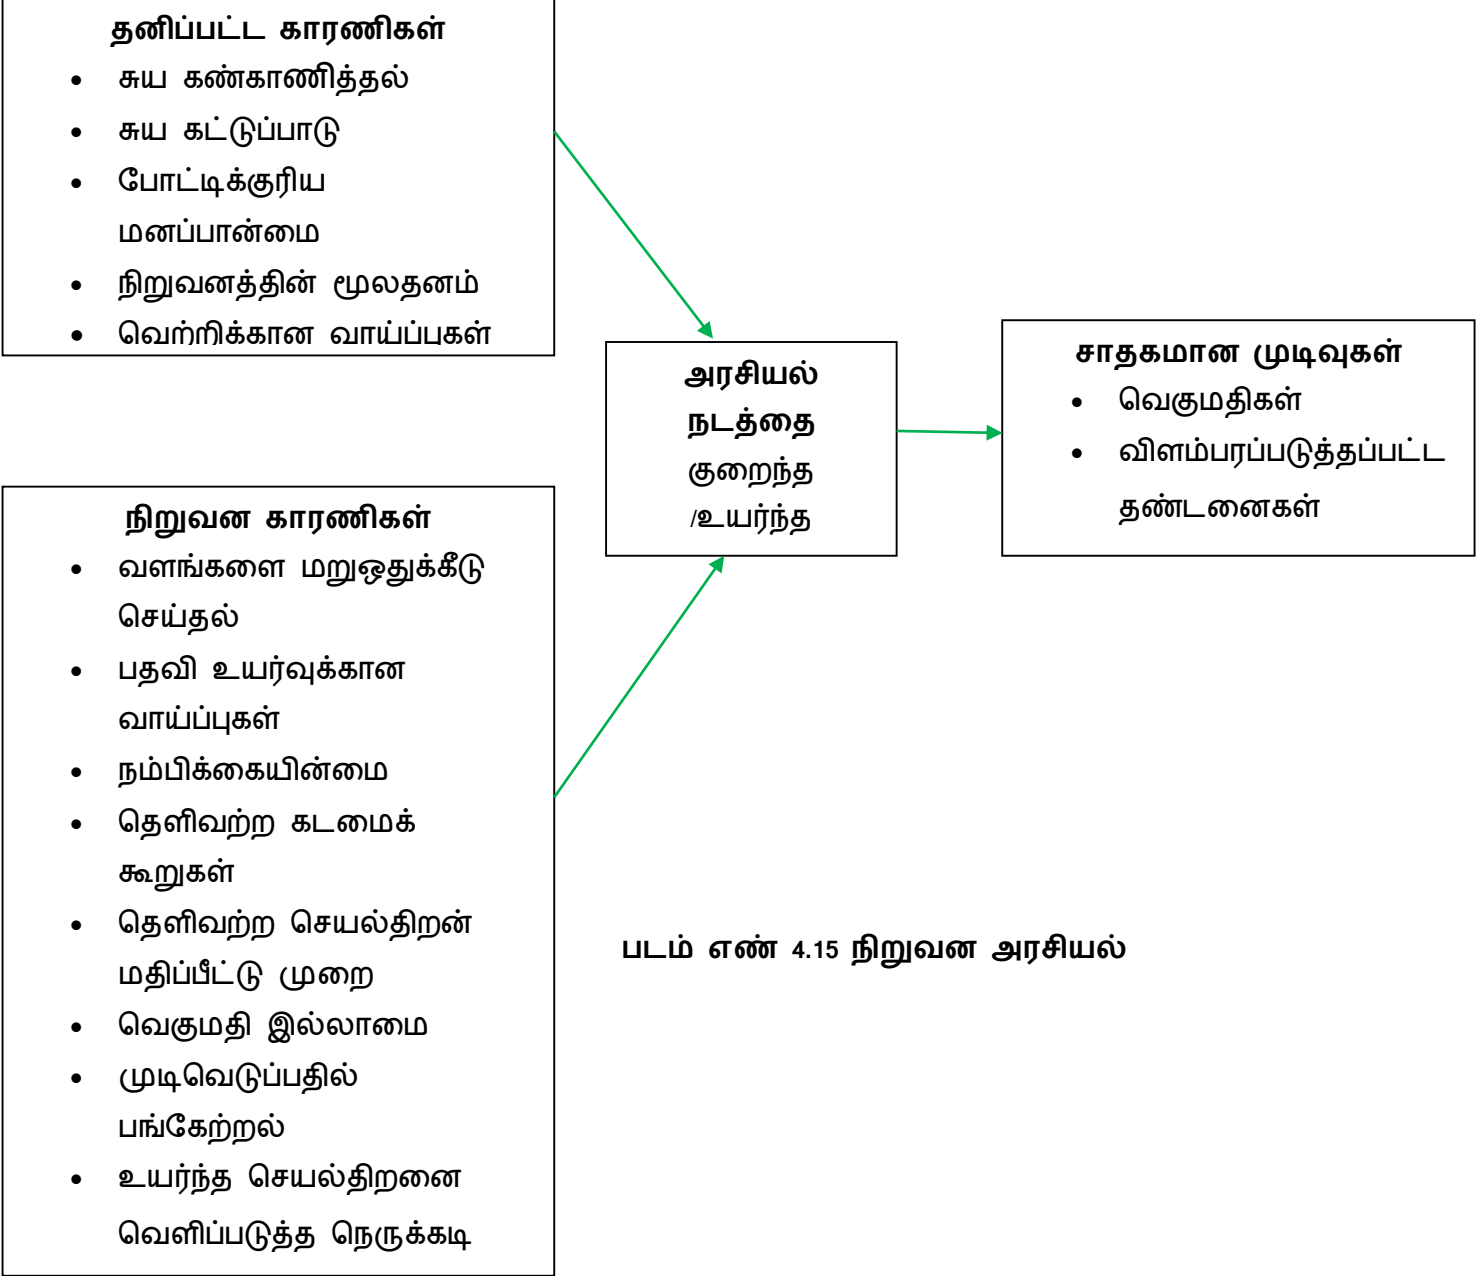 தனிப்பட்ட காரணிகள்
• சுய கண்காணித்தல்
• சுய கட்டுப்பாடு
• போட்டிக்குரிய
மனப்பான்மை
• நிறுவனத்தின் மூலதனம்
• வெற்றிக்கான வாய்ப்புகள்
நிறுவன காரணிகள்
• வளங்களை மறுஒதுக்கீடு
செய்தல்
• பதவி உயர்வுக்கான
வாய்ப்புகள்
• நம்பிக்கையின்மை
• தெளிவற்ற கடமைக்
கூறுகள்
• தெளிவற்ற செயல்திறன்
மதிப்பீட்டு முறை
• வெகுமதி இல்லாமை
• முடிவெடுப்பதில்
பங்கேற்றல்
• உயர்ந்த செயல்திறனை
வெளிப்படுத்த நெருக்கடி
அரசியல்
நடத்தை
குறைந்த
/உயர்ந்த
சாதகமான முடிவுகள்
• வெகுமதிகள்
• விளம்பரப்படுத்தப்பட்ட
தண்டனைகள்
படம் எண் 4.15 நிறுவன அரசியல்